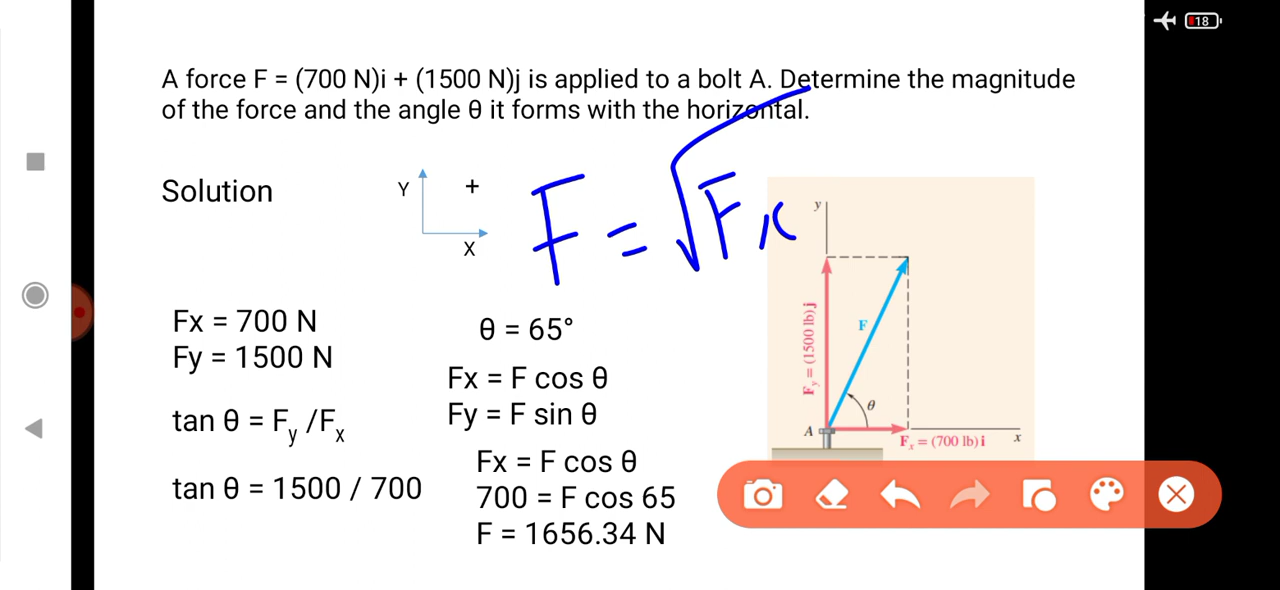 18
A force F = (700 N)i + (1500 N)j is applied to a bolt A. Determine the magnitude
of the force and the angle θ it forms with the horizontal.
Solution
Y
+
X
F = √Fx
Fx = 700 N
Fy = 1500 N
tan θ = Fy /Fx
tan θ = 1500 / 700
θ = 65°
Fx = F cos θ
Fy = F sin θ
Fx = F cos θ
700 = F cos 65
F = 1656.34 N
y
F
Fy = (1500 lb) j
θ
A
Fx = (700 lb) i
x